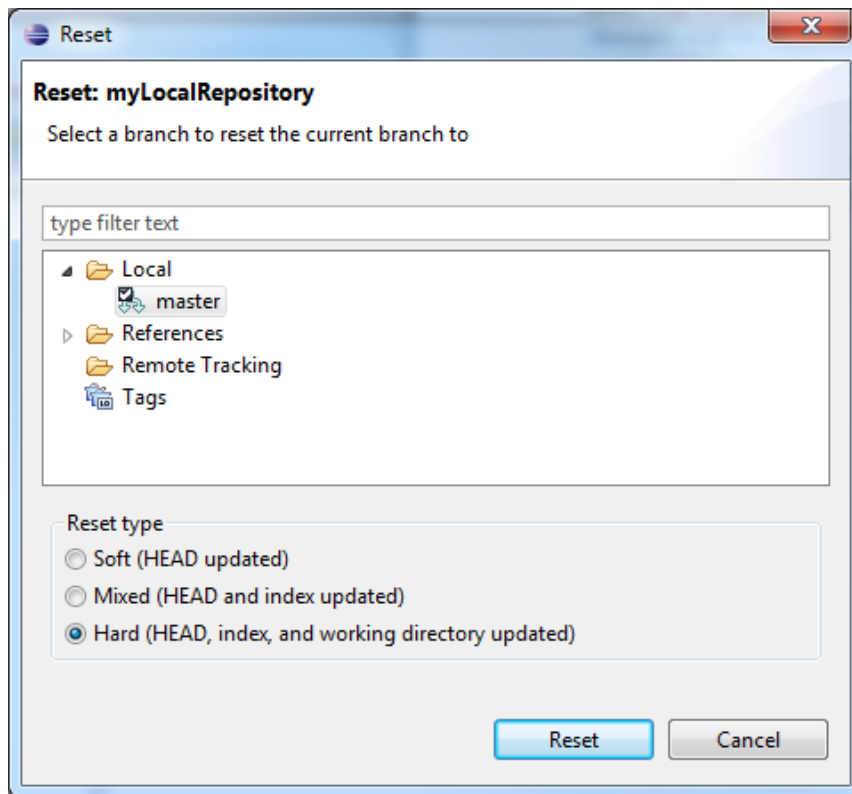 Reset
Reset: myLocalRepository
Select a branch to reset the current branch to
type filter text
Local
master
References
Remote Tracking
Tags
Reset type
Soft (HEAD updated)
Mixed (HEAD and index updated)
Hard (HEAD, index, and working directory updated)
Reset Cancel